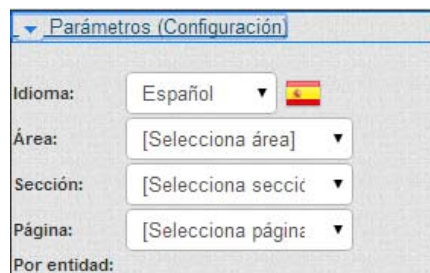 Parámetros (Configuración)
Idioma: Español
Área: [Selecciona área]
Sección: [Selecciona secció
Página: [Selecciona página
Por entidad: